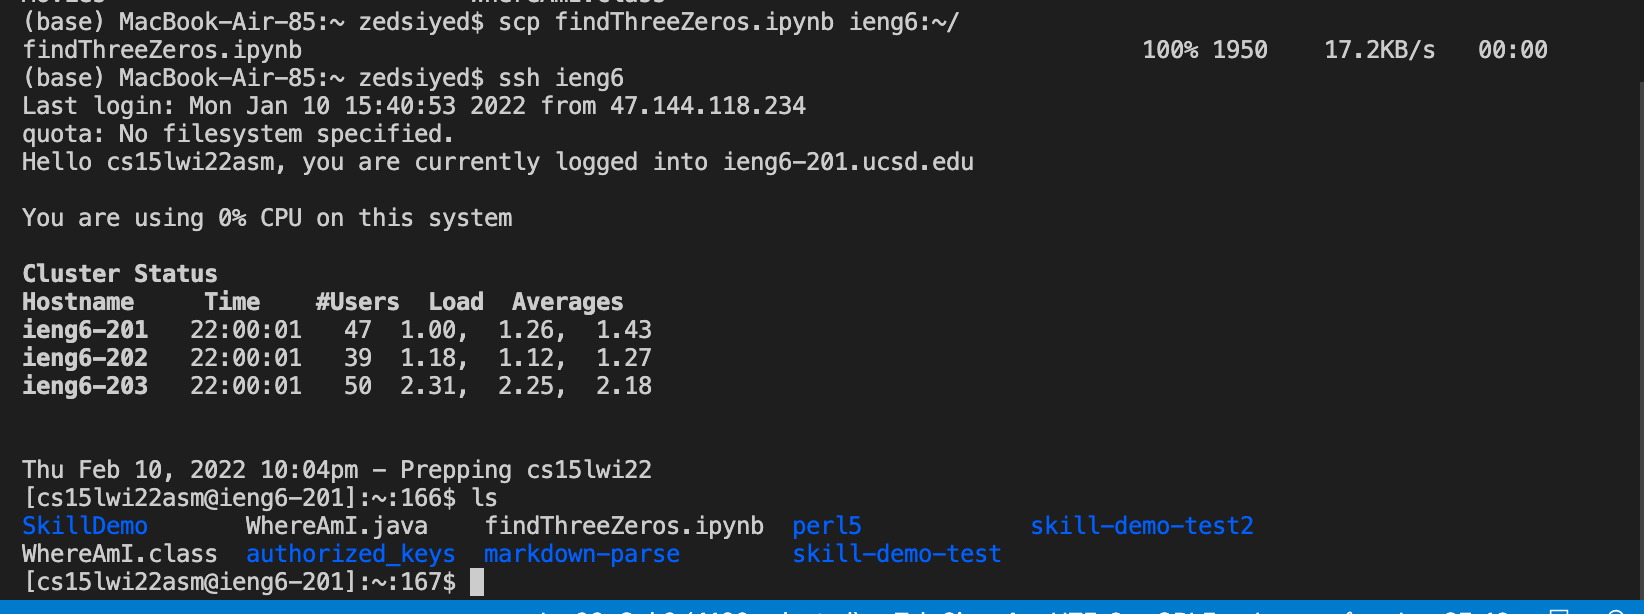 (base) MacBook-Air-85:~ zedsiyed$ scp findThreeZeros.ipynb ieng6:~/
findThreeZeros.ipynb 100% 1950 17.2KB/s 00:00
(base) MacBook-Air-85:~ zedsiyed$ ssh ieng6
Last login: Mon Jan 10 15:40:53 2022 from 47.144.118.234
quota: No filesystem specified.
Hello cs15lwi22asm, you are currently logged into ieng6-201.ucsd.edu
You are using 0% CPU on this system
Cluster Status
Hostname Time #Users Load Averages
ieng6-201 22:00:01 47 1.00, 1.26, 1.43
ieng6-202 22:00:01 39 1.18, 1.12, 1.27
ieng6-203 22:00:01 50 2.31, 2.25, 2.18
Thu Feb 10, 2022 10:04pm - Prepping cs15lwi22
[cs15lwi22asm@ieng6-201]:~:166$ ls
SkillDemo WhereAmI.java findThreeZeros.ipynb perl5 skill-demo-test2
WhereAmI.class authorized_keys markdown-parse skill-demo-test
[cs15lwi22asm@ieng6-201]:~:167$